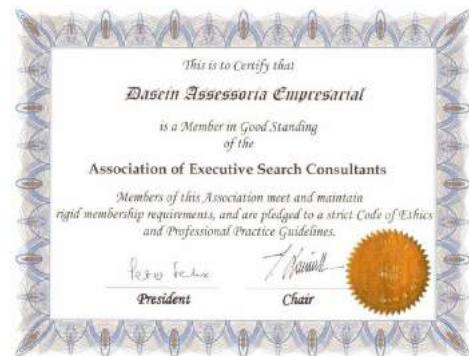 This is to Certify that
Dasein Assessoria Empresarial
is a Member in Good Standing
of the
Association of Executive Search Consultants
Members of this Association meet and maintain
rigid membership requirements, and are pledged to a strict Code of Ethics
and Professional Practice Guidelines.
Peter Felix
President Chair